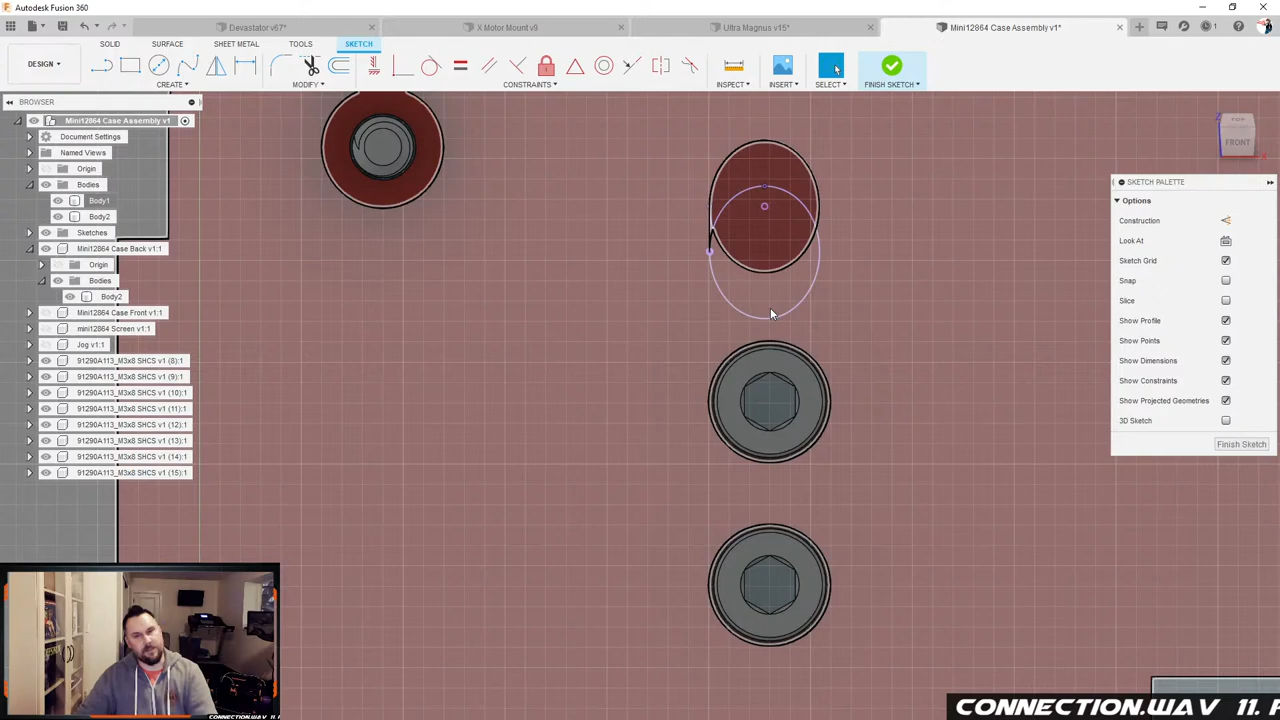 Autodesk Fusion 360
Devastator v67*
X Motor Mount v9
Ultra Magnus v15*
Mini12864 Case Assembly v1*
1
SOLID
SURFACE
SHEET METAL
TOOLS
SKETCH
DESIGN
CREATE
MODIFY
CONSTRAINTS
INSPECT
INSERT
SELECT
FINISH SKETCH
BROWSER
Mini12864 Case Assembly v1
Document Settings
Named Views
Origin
Bodies
Body1
Body2
Sketches
Mini12864 Case Back v1:1
Origin
Bodies
Body2
Mini12864 Case Front v1:1
mini12864 Screen v1:1
Jog v1:1
91290A113_M3x8 SHCS v1 (8):1
91290A113_M3x8 SHCS v1 (9):1
91290A113_M3x8 SHCS v1 (10):1
91290A113_M3x8 SHCS v1 (11):1
91290A113_M3x8 SHCS v1 (12):1
91290A113_M3x8 SHCS v1 (13):1
91290A113_M3x8 SHCS v1 (14):1
91290A113_M3x8 SHCS v1 (15):1
TOP
FRONT
Z
X
SKETCH PALETTE
Options
Construction
Look At
Sketch Grid
Snap
Slice
Show Profile
Show Points
Show Dimensions
Show Constraints
Show Projected Geometries
3D Sketch
Finish Sketch
CONNECTION.WAV 11.